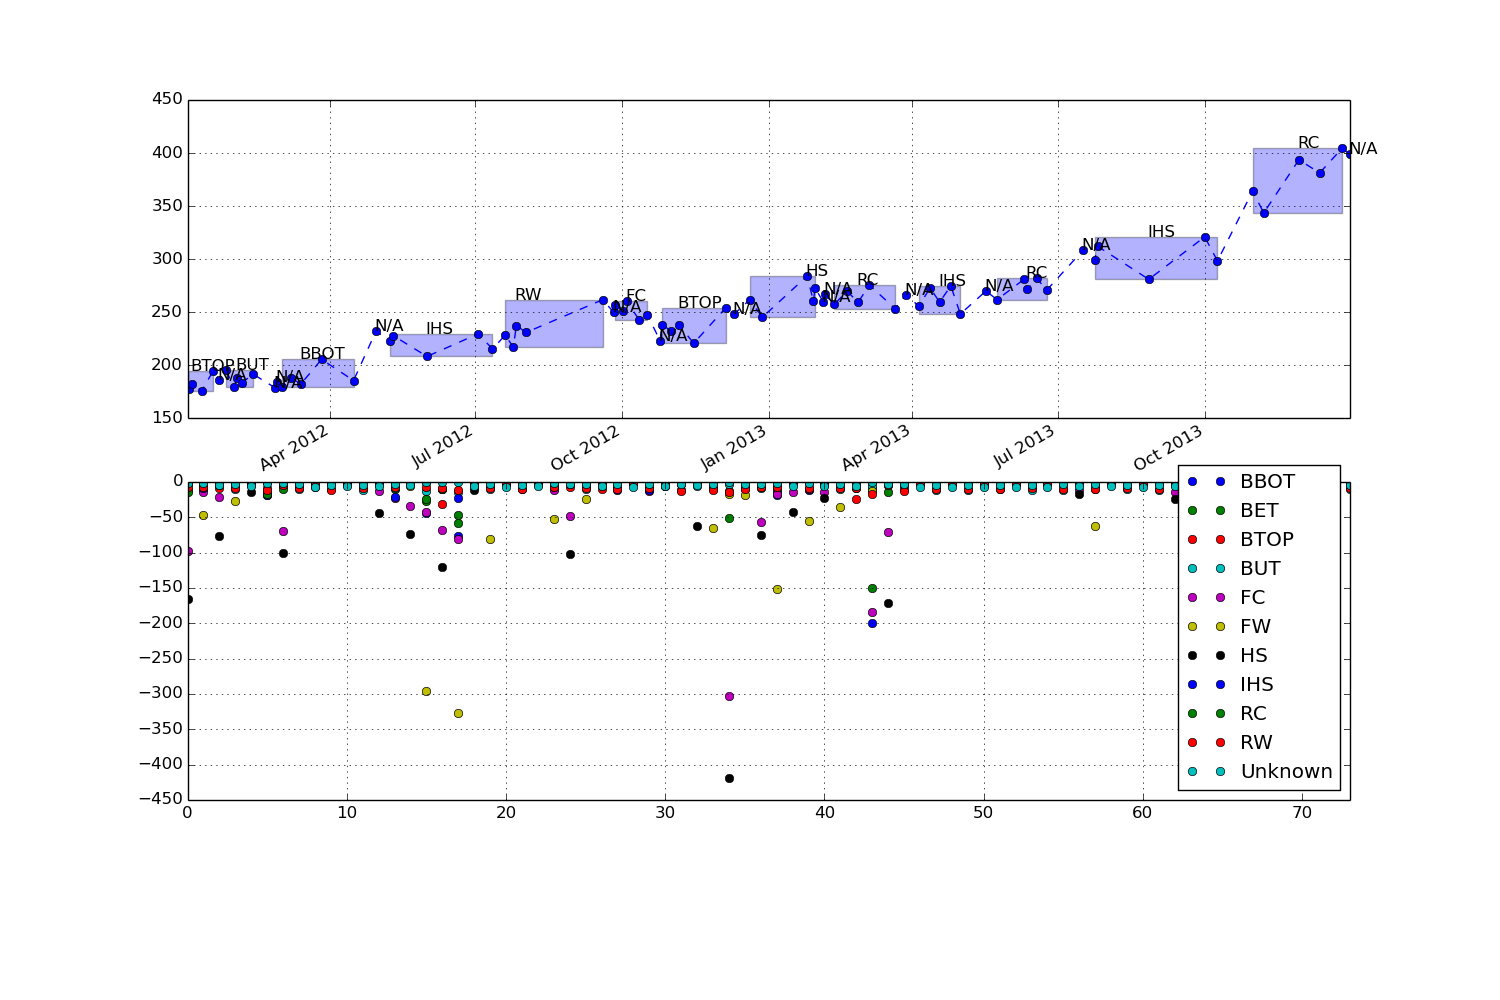 450
400
350
300
250
200
150
RC
N/A
IHS
N/A
HS
RC
N/A
IHS
N/A
RC
N/A
N/A
RW
FC
N/A
BTOP
N/A
N/A
N/A
IHS
BBOT
BTOP
N/A
BUT
N/A
N/A
Apr 2012
Jul 2012
Oct 2012
Jan 2013
Apr 2013
Jul 2013
Oct 2013
0
−50
−100
−150
−200
−250
−300
−350
−400
−450
0
10
20
30
40
50
60
70
BBOT
BET
BTOP
BUT
FC
FW
HS
IHS
RC
RW
Unknown